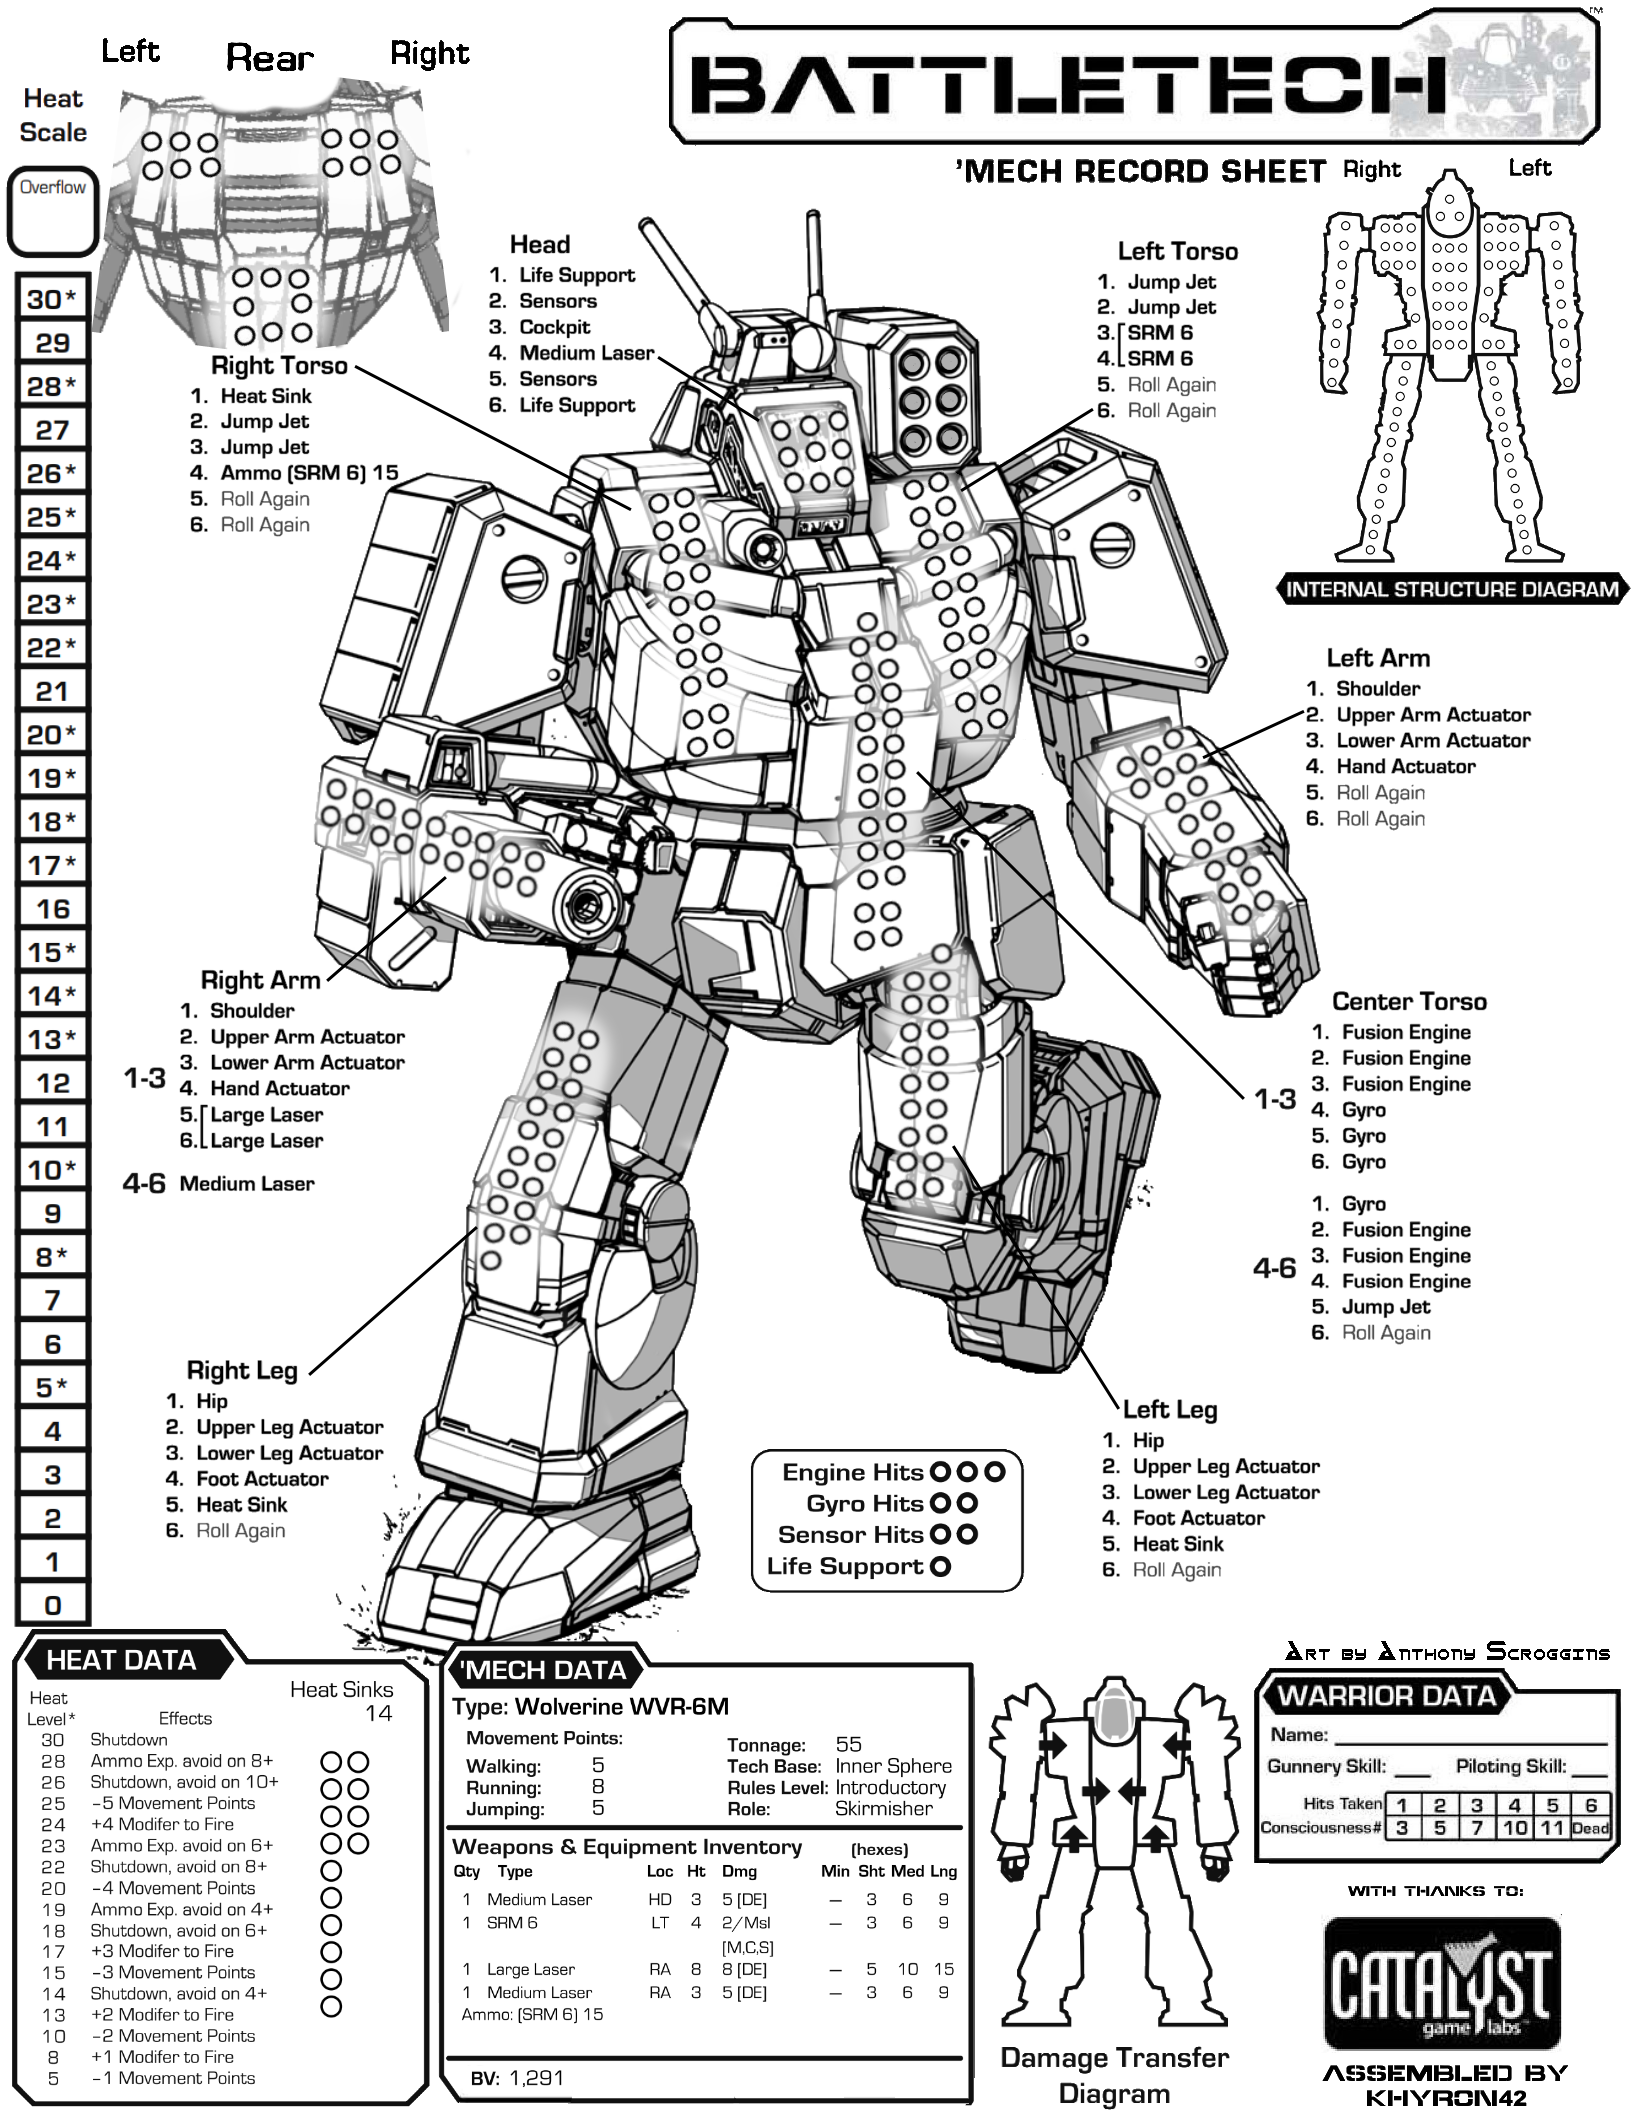 Left Rear Right
BATTLETECH
TM
'MECH RECORD SHEET
Right Left
INTERNAL STRUCTURE DIAGRAM
Heat
Scale
Overflow
30*
29
28*
27
26*
25*
24*
23*
22*
21
20*
19*
18*
17*
16
15*
14*
13*
12
11
10*
9
8*
7
6
5*
4
3
2
1
0
Head
1. Life Support
2. Sensors
3. Cockpit
4. Medium Laser
5. Sensors
6. Life Support
Left Torso
1. Jump Jet
2. Jump Jet
3. SRM 6
4. SRM 6
5. Roll Again
6. Roll Again
Right Torso
1. Heat Sink
2. Jump Jet
3. Jump Jet
4. Ammo (SRM 6) 15
5. Roll Again
6. Roll Again
Left Arm
1. Shoulder
2. Upper Arm Actuator
3. Lower Arm Actuator
4. Hand Actuator
5. Roll Again
6. Roll Again
Right Arm
1. Shoulder
2. Upper Arm Actuator
3. Lower Arm Actuator
1-3
4. Hand Actuator
5. Large Laser
6. Large Laser
4-6 Medium Laser
Center Torso
1. Fusion Engine
2. Fusion Engine
3. Fusion Engine
1-3
4. Gyro
5. Gyro
6. Gyro
1. Gyro
2. Fusion Engine
3. Fusion Engine
4-6
4. Fusion Engine
5. Jump Jet
6. Roll Again
Right Leg
1. Hip
2. Upper Leg Actuator
3. Lower Leg Actuator
4. Foot Actuator
5. Heat Sink
6. Roll Again
Left Leg
1. Hip
2. Upper Leg Actuator
3. Lower Leg Actuator
4. Foot Actuator
5. Heat Sink
6. Roll Again
Engine Hits
Gyro Hits
Sensor Hits
Life Support
HEAT DATA
Heat Sinks
14
Heat
Level* Effects
30 Shutdown
28 Ammo Exp. avoid on 8+
26 Shutdown, avoid on 10+
25 -5 Movement Points
24 +4 Modifer to Fire
23 Ammo Exp. avoid on 6+
22 Shutdown, avoid on 8+
20 -4 Movement Points
19 Ammo Exp. avoid on 4+
18 Shutdown, avoid on 6+
17 +3 Modifer to Fire
15 -3 Movement Points
14 Shutdown, avoid on 4+
13 +2 Modifer to Fire
10 -2 Movement Points
8 +1 Modifer to Fire
5 -1 Movement Points
'MECH DATA
Type: Wolverine WVR-6M
Movement Points:
Walking: 5
Running: 8
Jumping: 5
Tonnage: 55
Tech Base: Inner Sphere
Rules Level: Introductory
Role: Skirmisher
Weapons & Equipment Inventory (hexes)
Qty Type Loc Ht Dmg Min Sht Med Lng
1 Medium Laser HD 3 5 [DE] — 3 6 9
1 SRM 6 LT 4 2/Msl — 3 6 9
[M,C,S]
1 Large Laser RA 8 8 [DE] — 5 10 15
1 Medium Laser RA 3 5 [DE] — 3 6 9
Ammo: (SRM 6) 15
BV: 1,291
Damage Transfer
Diagram
Art by Anthony Scroggins
WARRIOR DATA
Name:
Gunnery Skill: Piloting Skill:
Hits Taken 1 2 3 4 5 6
Consciousness# 3 5 7 10 11 Dead
WITH THANKS TO:
CATALYST
game labs
ASSEMBLED BY
KHYRON42